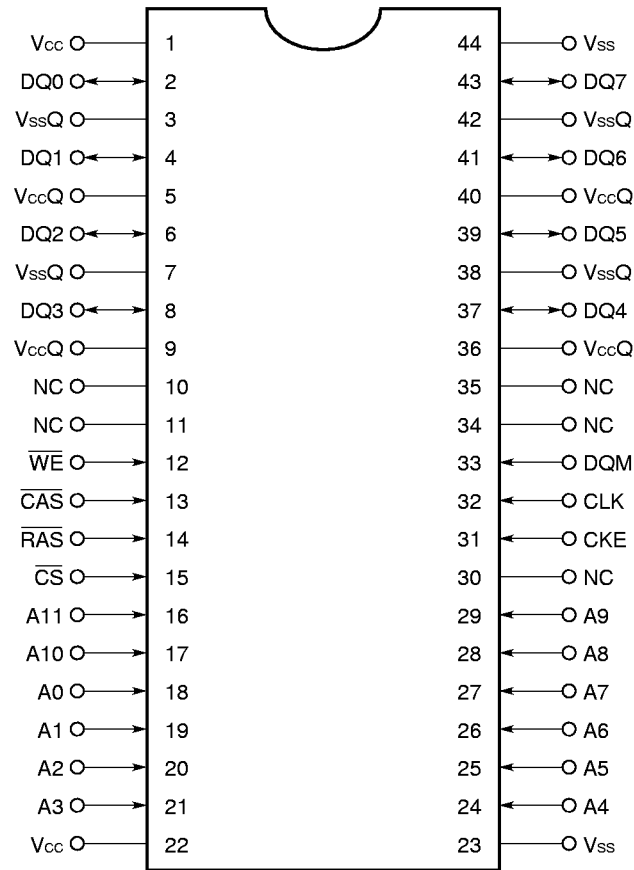 Vcc 1 44 Vss
DQ0 2 43 DQ7
VssQ 3 42 VssQ
DQ1 4 41 DQ6
VccQ 5 40 VccQ
DQ2 6 39 DQ5
VssQ 7 38 VssQ
DQ3 8 37 DQ4
VccQ 9 36 VccQ
NC 10 35 NC
NC 11 34 NC
W̅E̅ 12 33 DQM
C̅A̅S̅ 13 32 CLK
R̅A̅S̅ 14 31 CKE
C̅S̅ 15 30 NC
A11 16 29 A9
A10 17 28 A8
A0 18 27 A7
A1 19 26 A6
A2 20 25 A5
A3 21 24 A4
Vcc 22 23 Vss